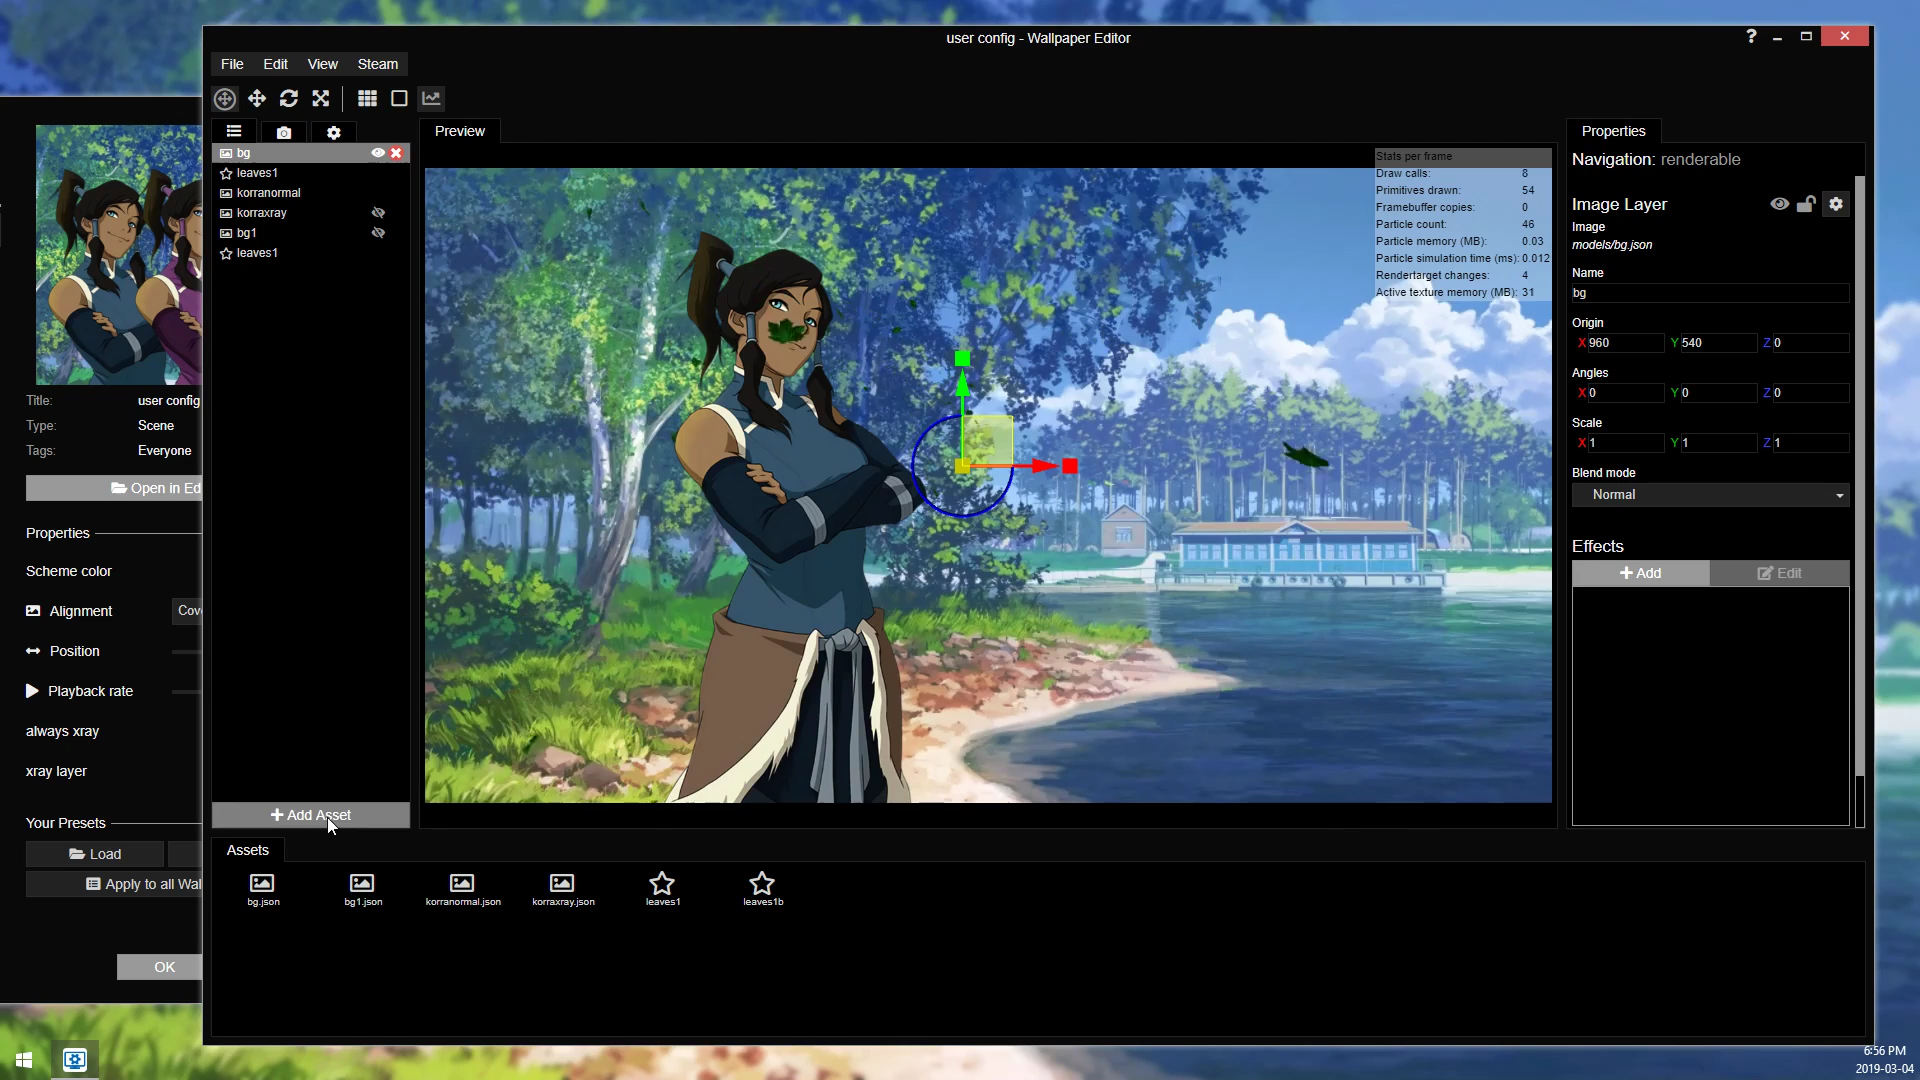 user config - Wallpaper Editor
?
File Edit View Steam
Preview
Properties
bg
leaves1
korranormal
korraxray
bg1
leaves1
Add Asset
Stats per frame
Draw calls: 8
Primitives drawn: 54
Framebuffer copies: 0
Particle count: 46
Particle memory (MB): 0.03
Particle simulation time (ms): 0.012
Rendertarget changes: 4
Active texture memory (MB): 31
Navigation: renderable
Image Layer
Image
models/bg.json
Name
bg
Origin
X 960 Y 540 Z 0
Angles
X 0 Y 0 Z 0
Scale
X 1 Y 1 Z 1
Blend mode
Normal
Effects
Add Edit
Title: user config
Type: Scene
Tags: Everyone
Open in Ed
Properties
Scheme color
Alignment Cov
Position
Playback rate
always xray
xray layer
Your Presets
Load
Apply to all Wal
OK
Assets
bg.json bg1.json korranormal.json korraxray.json leaves1 leaves1b
6:56 PM
2019-03-04